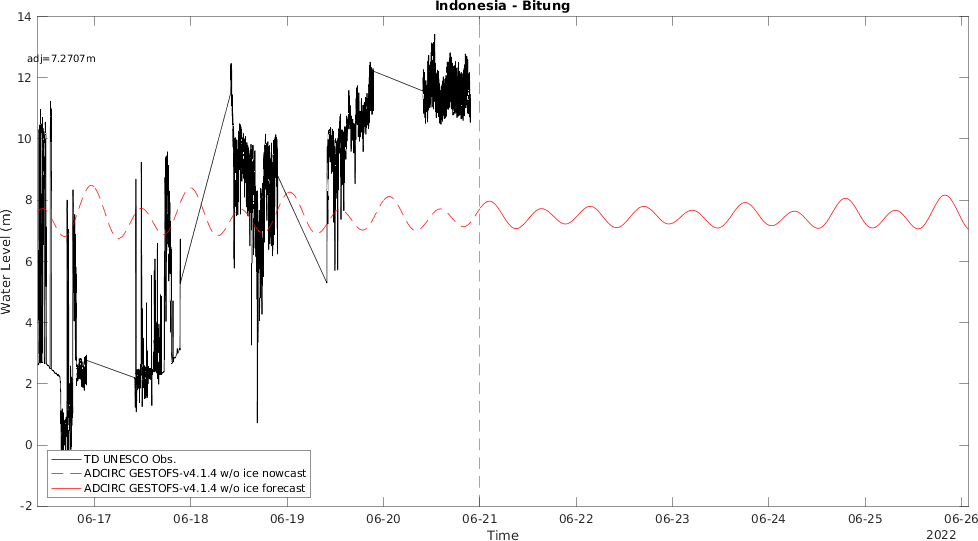 Indonesia - Bitung
adj=7.2707m
Water Level (m)
14
12
10
8
6
4
2
0
-2
TD UNESCO Obs.
ADCIRC GESTOFS-v4.1.4 w/o ice nowcast
ADCIRC GESTOFS-v4.1.4 w/o ice forecast
06-17 06-18 06-19 06-20 06-21 06-22 06-23 06-24 06-25 06-26
Time
2022